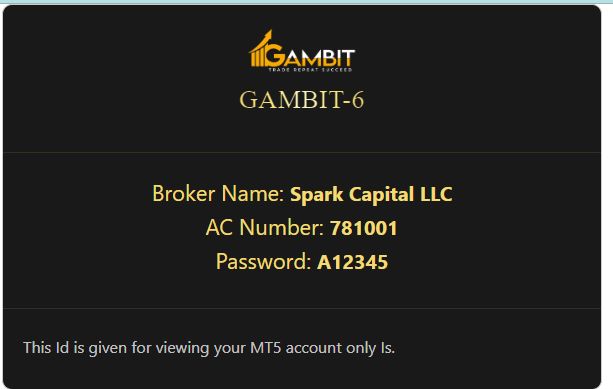 GAMBIT
TRADE REPEAT SUCCEED
GAMBIT-6
Broker Name: Spark Capital LLC
AC Number: 781001
Password: A12345
This Id is given for viewing your MT5 account only Is.